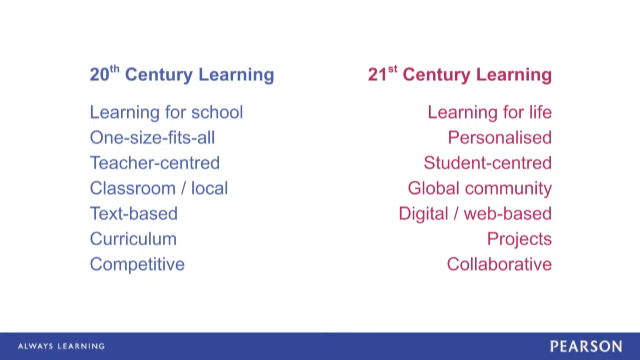 20th Century Learning
Learning for school
One-size-fits-all
Teacher-centred
Classroom / local
Text-based
Curriculum
Competitive
21st Century Learning
Learning for life
Personalised
Student-centred
Global community
Digital / web-based
Projects
Collaborative
ALWAYS LEARNING
PEARSON